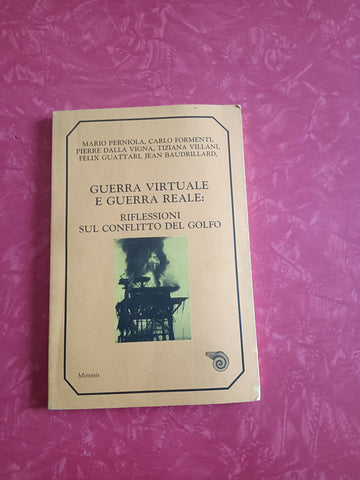 MARIO PERNIOLA, CARLO FORMENTI,
PIERRE DALLA VIGNA, TIZIANA VILLANI,
FELIX GUATTARI, JEAN BAUDRILLARD,
GUERRA VIRTUALE
E GUERRA REALE:
RIFLESSIONI
SUL CONFLITTO DEL GOLFO
Mimesis